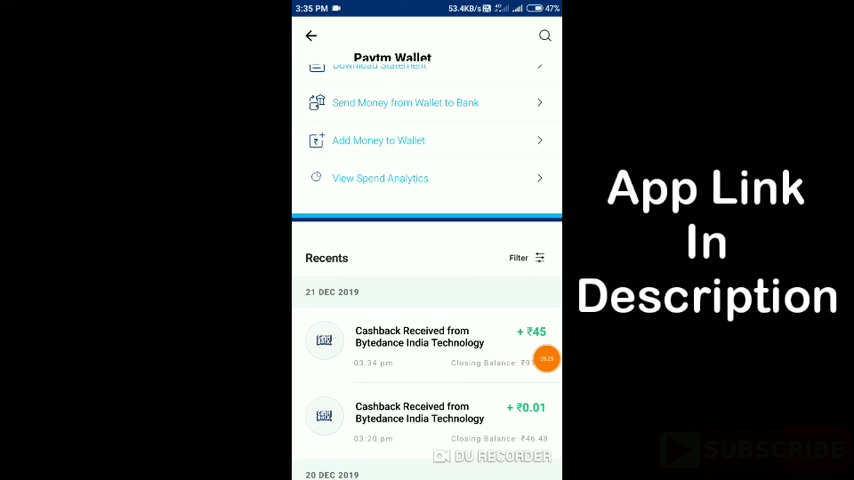 3:35 PM 53.4KB/s 47%
Paytm Wallet
Download Statement
Send Money from Wallet to Bank
Add Money to Wallet
View Spend Analytics
Recents Filter
21 DEC 2019
Cashback Received from + ₹45
Bytedance India Technology
03:34 pm Closing Balance:
Cashback Received from + ₹0.01
Bytedance India Technology
03:20 pm Closing Balance: ₹46.48
DU RECORDER
20 DEC 2019
App Link
In
Description
SUBSCRIBE